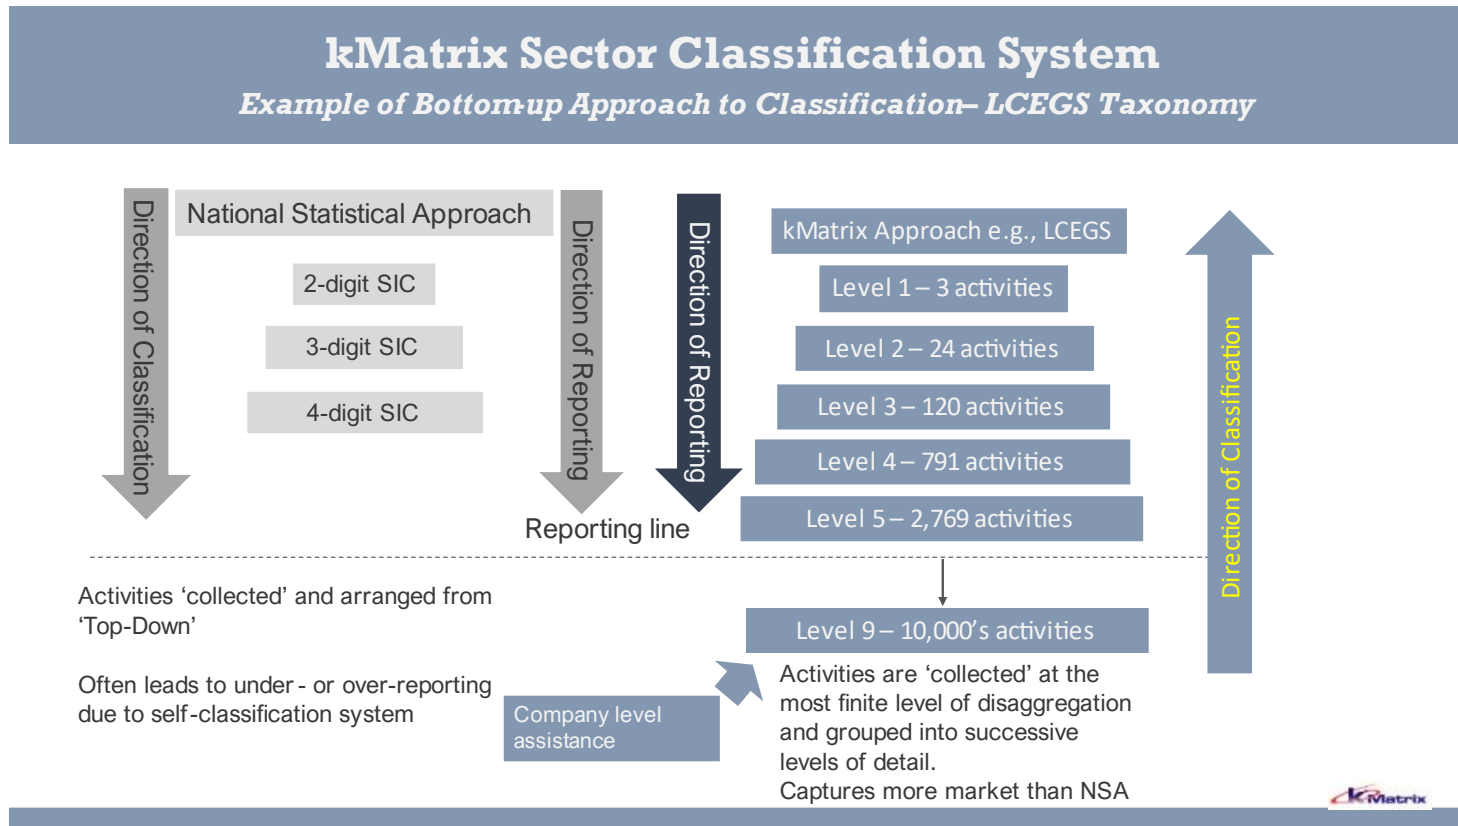 kMatrix Sector Classification System
Example of Bottom-up Approach to Classification– LCEGS Taxonomy
Direction of Classification
National Statistical Approach
2-digit SIC
3-digit SIC
4-digit SIC
Direction of Reporting
Direction of Reporting
kMatrix Approach e.g., LCEGS
Level 1 – 3 activities
Level 2 – 24 activities
Level 3 – 120 activities
Level 4 – 791 activities
Level 5 – 2,769 activities
Direction of Classification
Reporting line
Activities ‘collected’ and arranged from
‘Top-Down’
Often leads to under - or over-reporting
due to self-classification system
Level 9 – 10,000’s activities
Company level
assistance
Activities are ‘collected’ at the
most finite level of disaggregation
and grouped into successive
levels of detail.
Captures more market than NSA
kMatrix